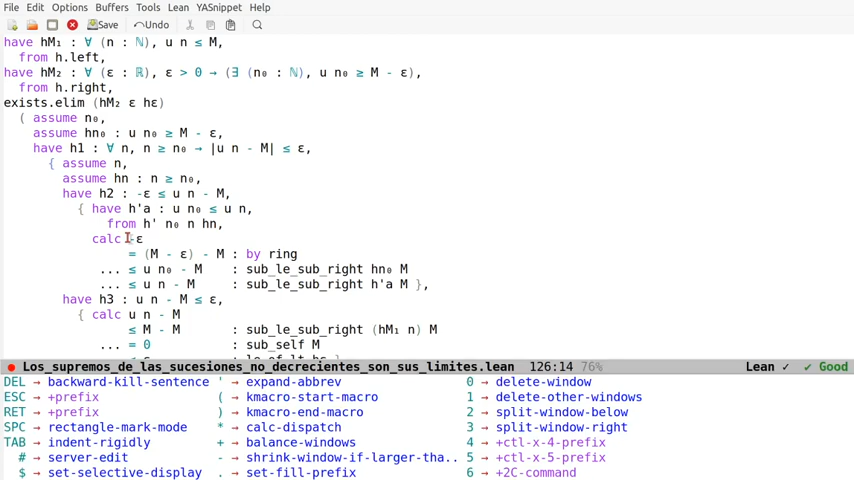 File Edit Options Buffers Tools Lean YASnippet Help
Save Undo
have hM₁ : ∀ (n : ℕ), u n ≤ M,
from h.left,
have hM₂ : ∀ (ε : ℝ), ε > 0 → (∃ (n₀ : ℕ), u n₀ ≥ M - ε),
from h.right,
exists.elim (hM₂ ε hε)
( assume n₀,
assume hn₀ : u n₀ ≥ M - ε,
have h1 : ∀ n, n ≥ n₀ → |u n - M| ≤ ε,
{ assume n,
assume hn : n ≥ n₀,
have h2 : -ε ≤ u n - M,
{ have h'a : u n₀ ≤ u n,
from h' n₀ n hn,
calc -ε
= (M - ε) - M : by ring
... ≤ u n₀ - M : sub_le_sub_right hn₀ M
... ≤ u n - M : sub_le_sub_right h'a M },
have h3 : u n - M ≤ ε,
{ calc u n - M
≤ M - M : sub_le_sub_right (hM₁ n) M
... = 0 : sub_self M
Los_supremos_de_las_sucesiones_no_decrecientes_son_sus_limites.lean 126:14 76% Lean ✓ ✓ Good
DEL → backward-kill-sentence ' → expand-abbrev 0 → delete-window
ESC → +prefix ( → kmacro-start-macro 1 → delete-other-windows
RET → +prefix ) → kmacro-end-macro 2 → split-window-below
SPC → rectangle-mark-mode * → calc-dispatch 3 → split-window-right
TAB → indent-rigidly + → balance-windows 4 → +ctl-x-4-prefix
# → server-edit - → shrink-window-if-larger-tha.. 5 → +ctl-x-5-prefix
$ → set-selective-display . → set-fill-prefix 6 → +2C-command